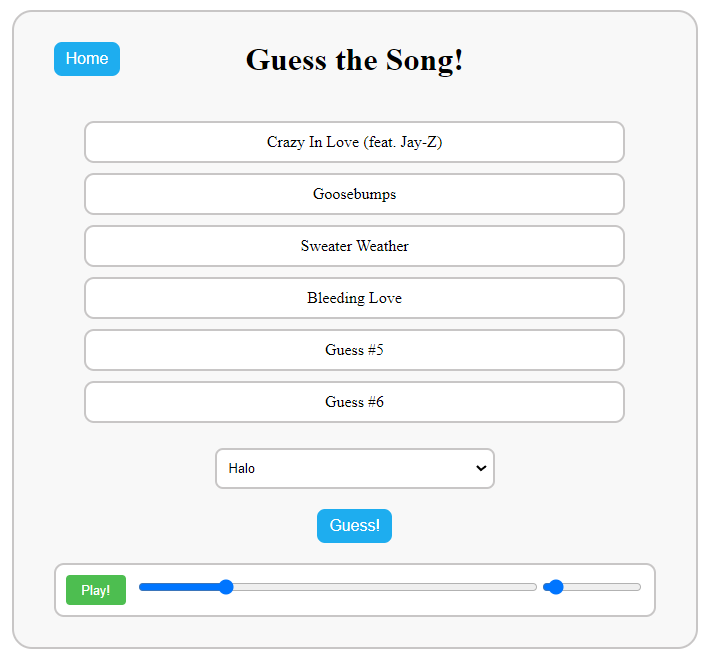 Home
Guess the Song!
Crazy In Love (feat. Jay-Z)
Goosebumps
Sweater Weather
Bleeding Love
Guess #5
Guess #6
Halo
Guess!
Play!